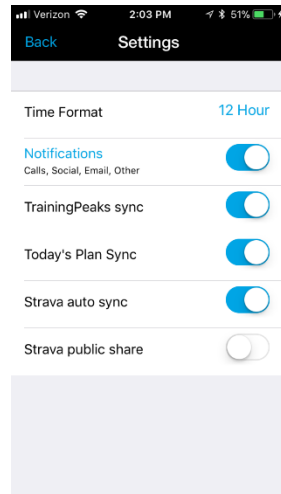 Verizon 2:03 PM 51%
Back Settings
Time Format 12 Hour
Notifications
Calls, Social, Email, Other
TrainingPeaks sync
Today's Plan Sync
Strava auto sync
Strava public share